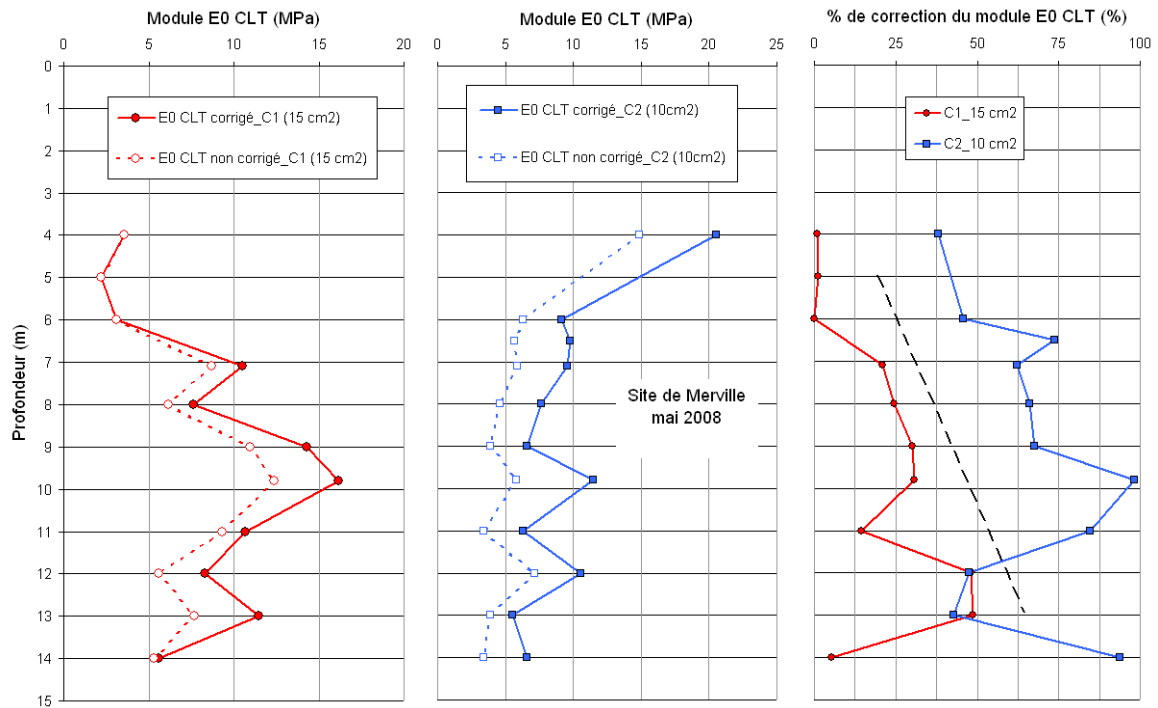 Module E0 CLT (MPa)
0 5 10 15 20
Profondeur (m)
0
1
2
3
4
5
6
7
8
9
10
11
12
13
14
15
E0 CLT corrigé_C1 (15 cm2)
E0 CLT non corrigé_C1 (15 cm2)
Module E0 CLT (MPa)
0 5 10 15 20 25
E0 CLT corrigé_C2 (10cm2)
E0 CLT non corrigé_C2 (10cm2)
Site de Merville
mai 2008
% de correction du module E0 CLT (%)
0 25 50 75 100
C1_15 cm2
C2_10 cm2